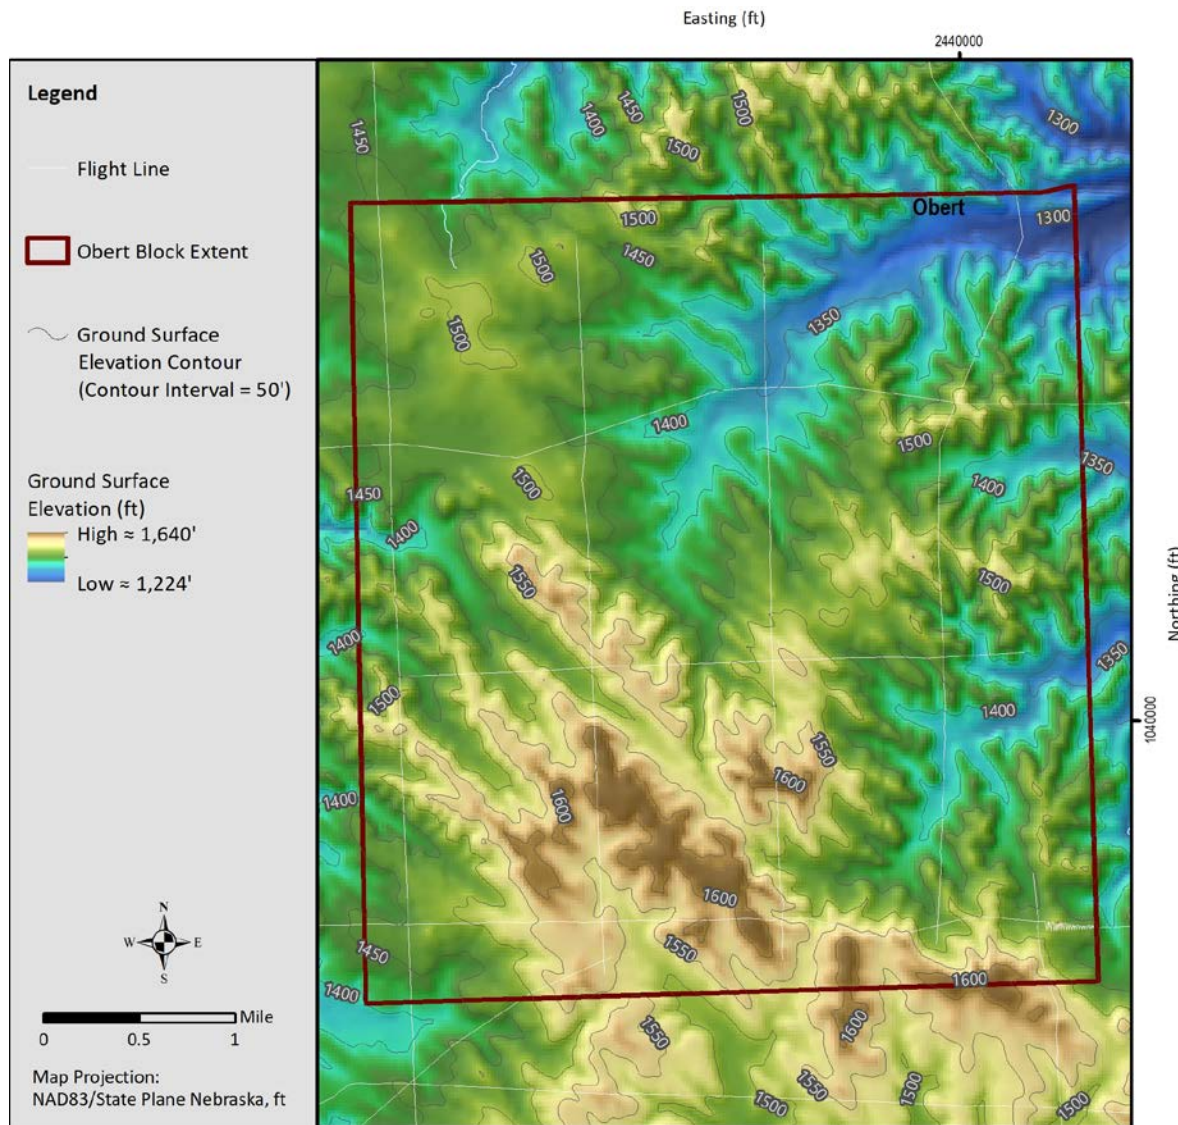 Easting (ft)
2440000
Legend
Flight Line
Obert Block Extent
Ground Surface
Elevation Contour
(Contour Interval = 50')
Ground Surface
Elevation (ft)
High ≈ 1,640'
Low ≈ 1,224'
N
W E
S
Mile
0 0.5 1
Map Projection:
NAD83/State Plane Nebraska, ft
Northing (ft)
1040000
Obert
1450
1400
1450
1500
1500
1300
1500
1300
1450
1500
1500
1350
1400
1500
1350
1450
1500
1400
1400
1550
1500
1400
1350
1500
1400
1550
1400
1600
1600
1600
1450
1550
1400
1600
1550
1600
1550
1500
1500
1500